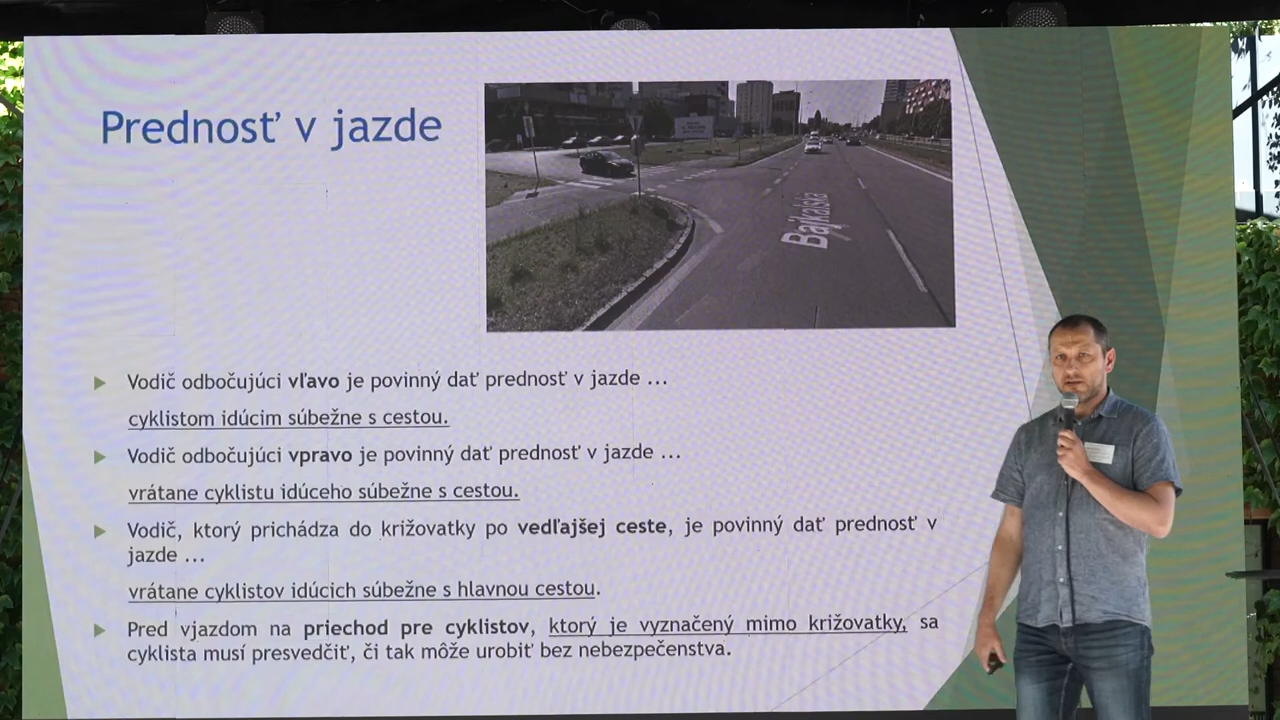 Prednosť v jazde
Bajkalská
Vodič odbočujúci vľavo je povinný dať prednosť v jazde ...
cyklistom idúcim súbežne s cestou.
Vodič odbočujúci vpravo je povinný dať prednosť v jazde ...
vrátane cyklistu idúceho súbežne s cestou.
Vodič, ktorý prichádza do križovatky po vedľajšej ceste, je povinný dať prednosť v
jazde ...
vrátane cyklistov idúcich súbežne s hlavnou cestou.
Pred vjazdom na priechod pre cyklistov, ktorý je vyznačený mimo križovatky, sa
cyklista musí presvedčiť, či tak môže urobiť bez nebezpečenstva.